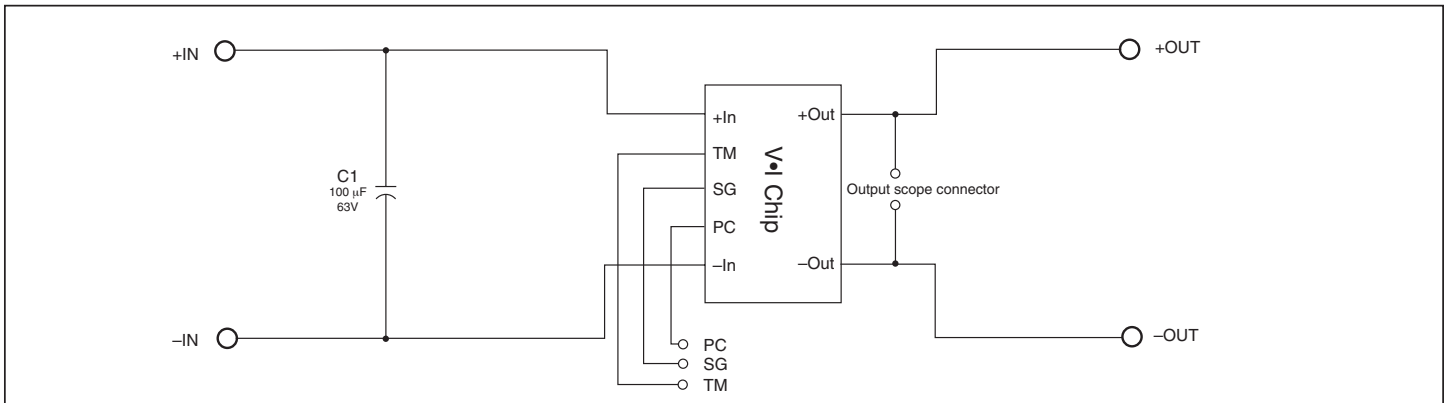 +IN
+OUT
+In
+Out
TM
V•I Chip
C1
100 µF
63V
SG
Output scope connector
PC
–In
–Out
–IN
–OUT
PC
SG
TM